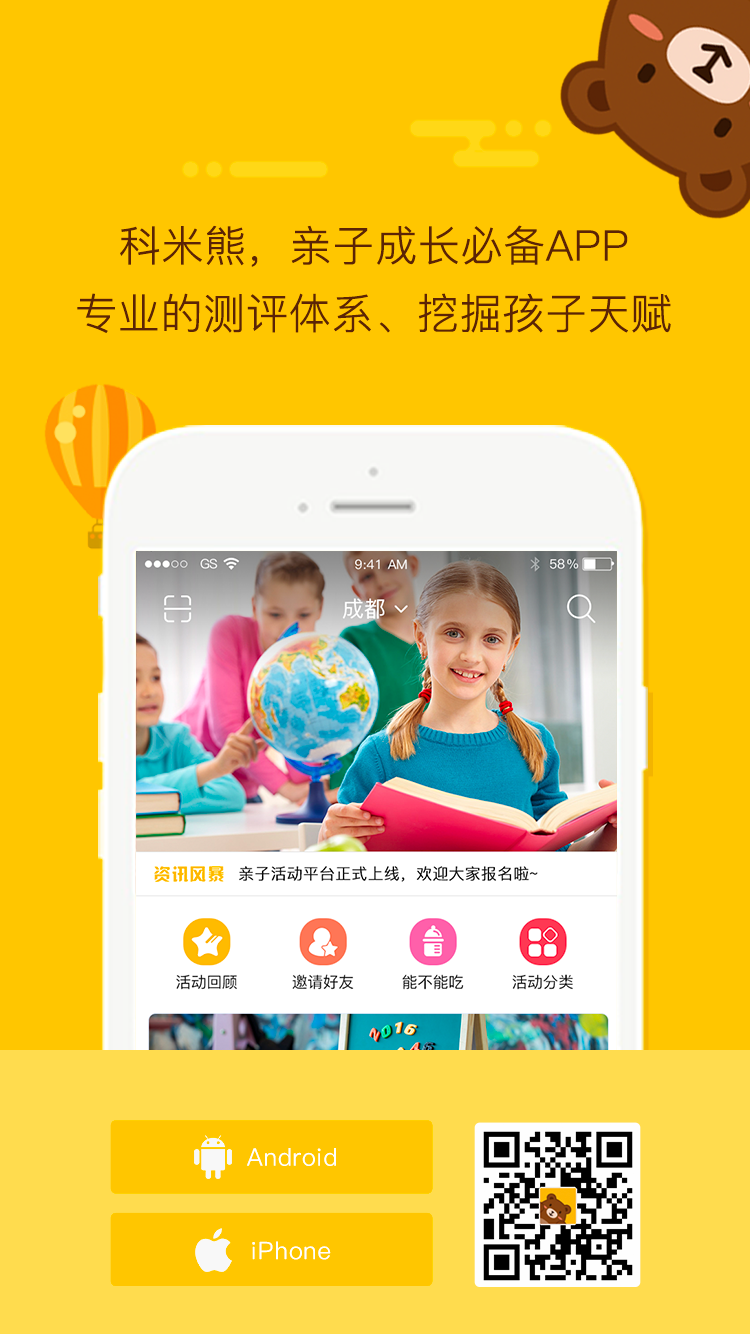 科米熊，亲子成长必备APP
专业的测评体系、挖掘孩子天赋
GS 9:41 AM 58%
成都
资讯风暴 亲子活动平台正式上线，欢迎大家报名啦~
活动回顾 邀请好友 能不能吃 活动分类
2016
Android
iPhone